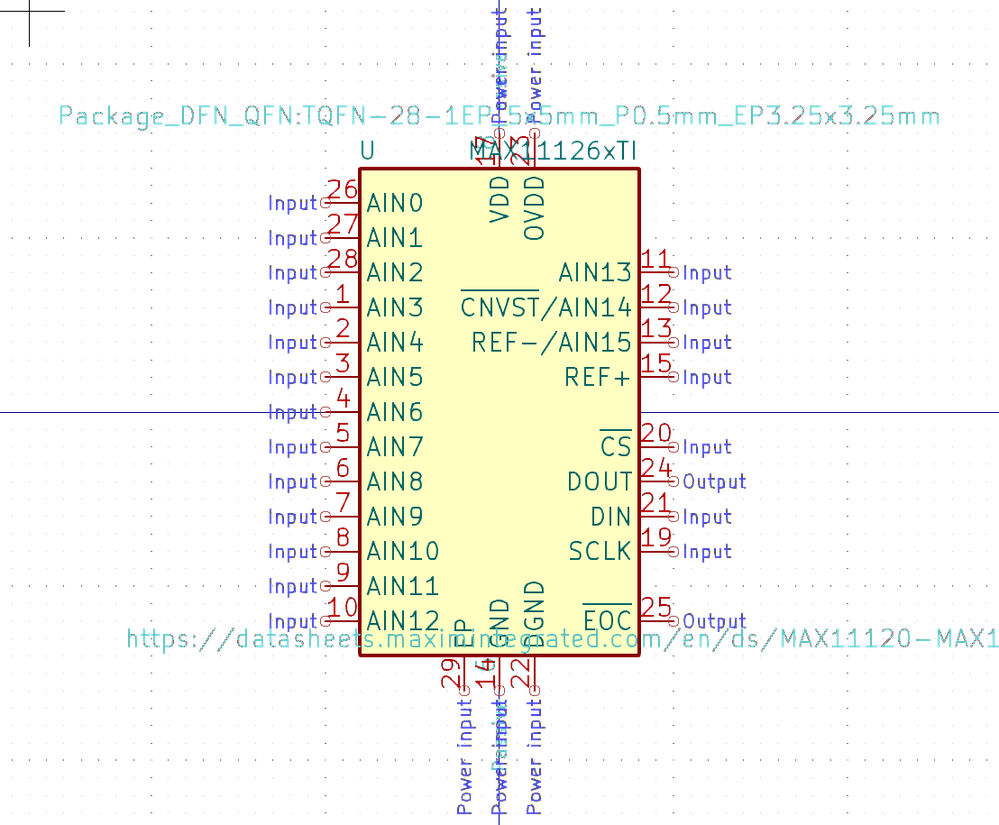 Power input
Power input
Package_DFN_QFN:TQFN-28-1EP_5x5mm_P0.5mm_EP3.25x3.25mm
U MAX11126xTI
17 23
VDD OVDD
Input 26 AIN0
Input 27 AIN1
Input 28 AIN2 AIN13 11 Input
Input 1 AIN3 CNVST/AIN14 12 Input
Input 2 AIN4 REF-/AIN15 13 Input
Input 3 AIN5 REF+ 15 Input
Input 4 AIN6
Input 5 AIN7 CS 20 Input
Input 6 AIN8 DOUT 24 Output
Input 7 AIN9 DIN 21 Input
Input 8 AIN10 SCLK 19 Input
Input 9 AIN11
Input 10 AIN12 EOC 25 Output
EP GND DGND
https://datasheets.maximintegrated.com/en/ds/MAX11120-MAX1
29 14 22
Power input
Power input
Power input